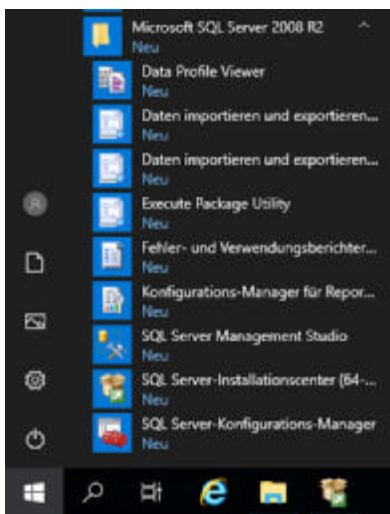 Microsoft SQL Server 2008 R2
Neu
Data Profile Viewer
Neu
Daten importieren und exportieren...
Neu
Daten importieren und exportieren...
Neu
Execute Package Utility
Neu
Fehler- und Verwendungsberichter...
Neu
Konfigurations-Manager für Repor...
Neu
SQL Server Management Studio
Neu
SQL Server-Installationscenter (64-...
Neu
SQL Server-Konfigurations-Manager
Neu